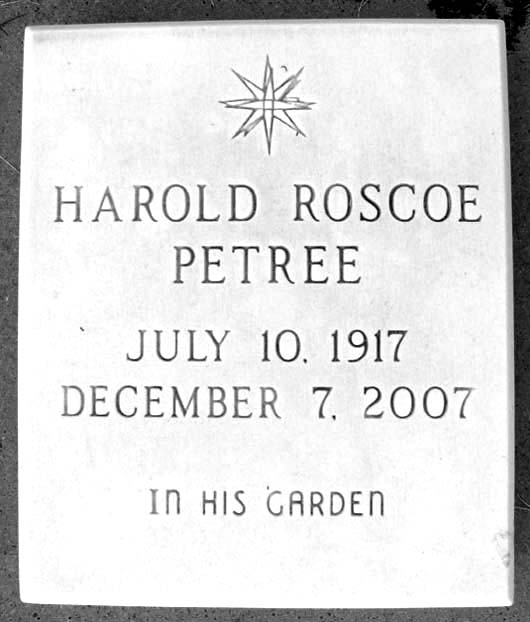 HAROLD ROSCOE
PETREE
JULY 10, 1917
DECEMBER 7, 2007
IN HIS GARDEN